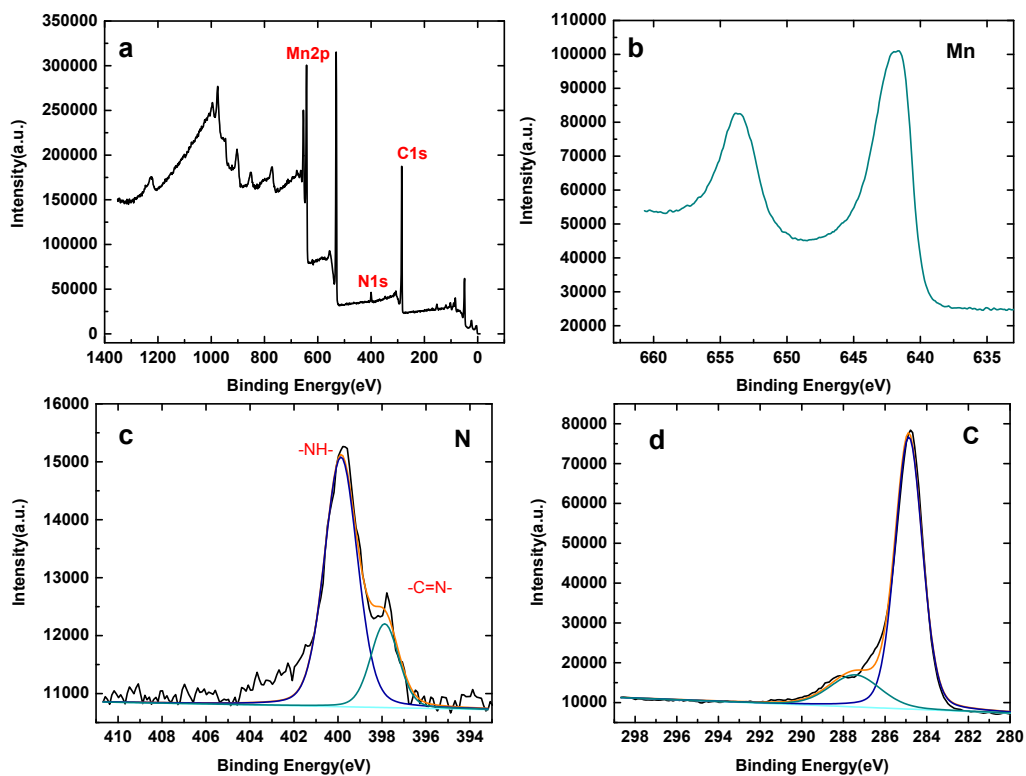 a
Mn2p
C1s
N1s
Intensity(a.u.)
350000
300000
250000
200000
150000
100000
50000
0
1400 1200 1000 800 600 400 200 0
Binding Energy(eV)
b
Mn
Intensity(a.u.)
110000
100000
90000
80000
70000
60000
50000
40000
30000
20000
660 655 650 645 640 635
Binding Energy(eV)
c
N
-NH-
-C=N-
Intensity(a.u.)
16000
15000
14000
13000
12000
11000
410 408 406 404 402 400 398 396 394
Binding Energy(eV)
d
C
Intensity(a.u.)
80000
70000
60000
50000
40000
30000
20000
10000
298 296 294 292 290 288 286 284 282 280
Binding Energy(eV)